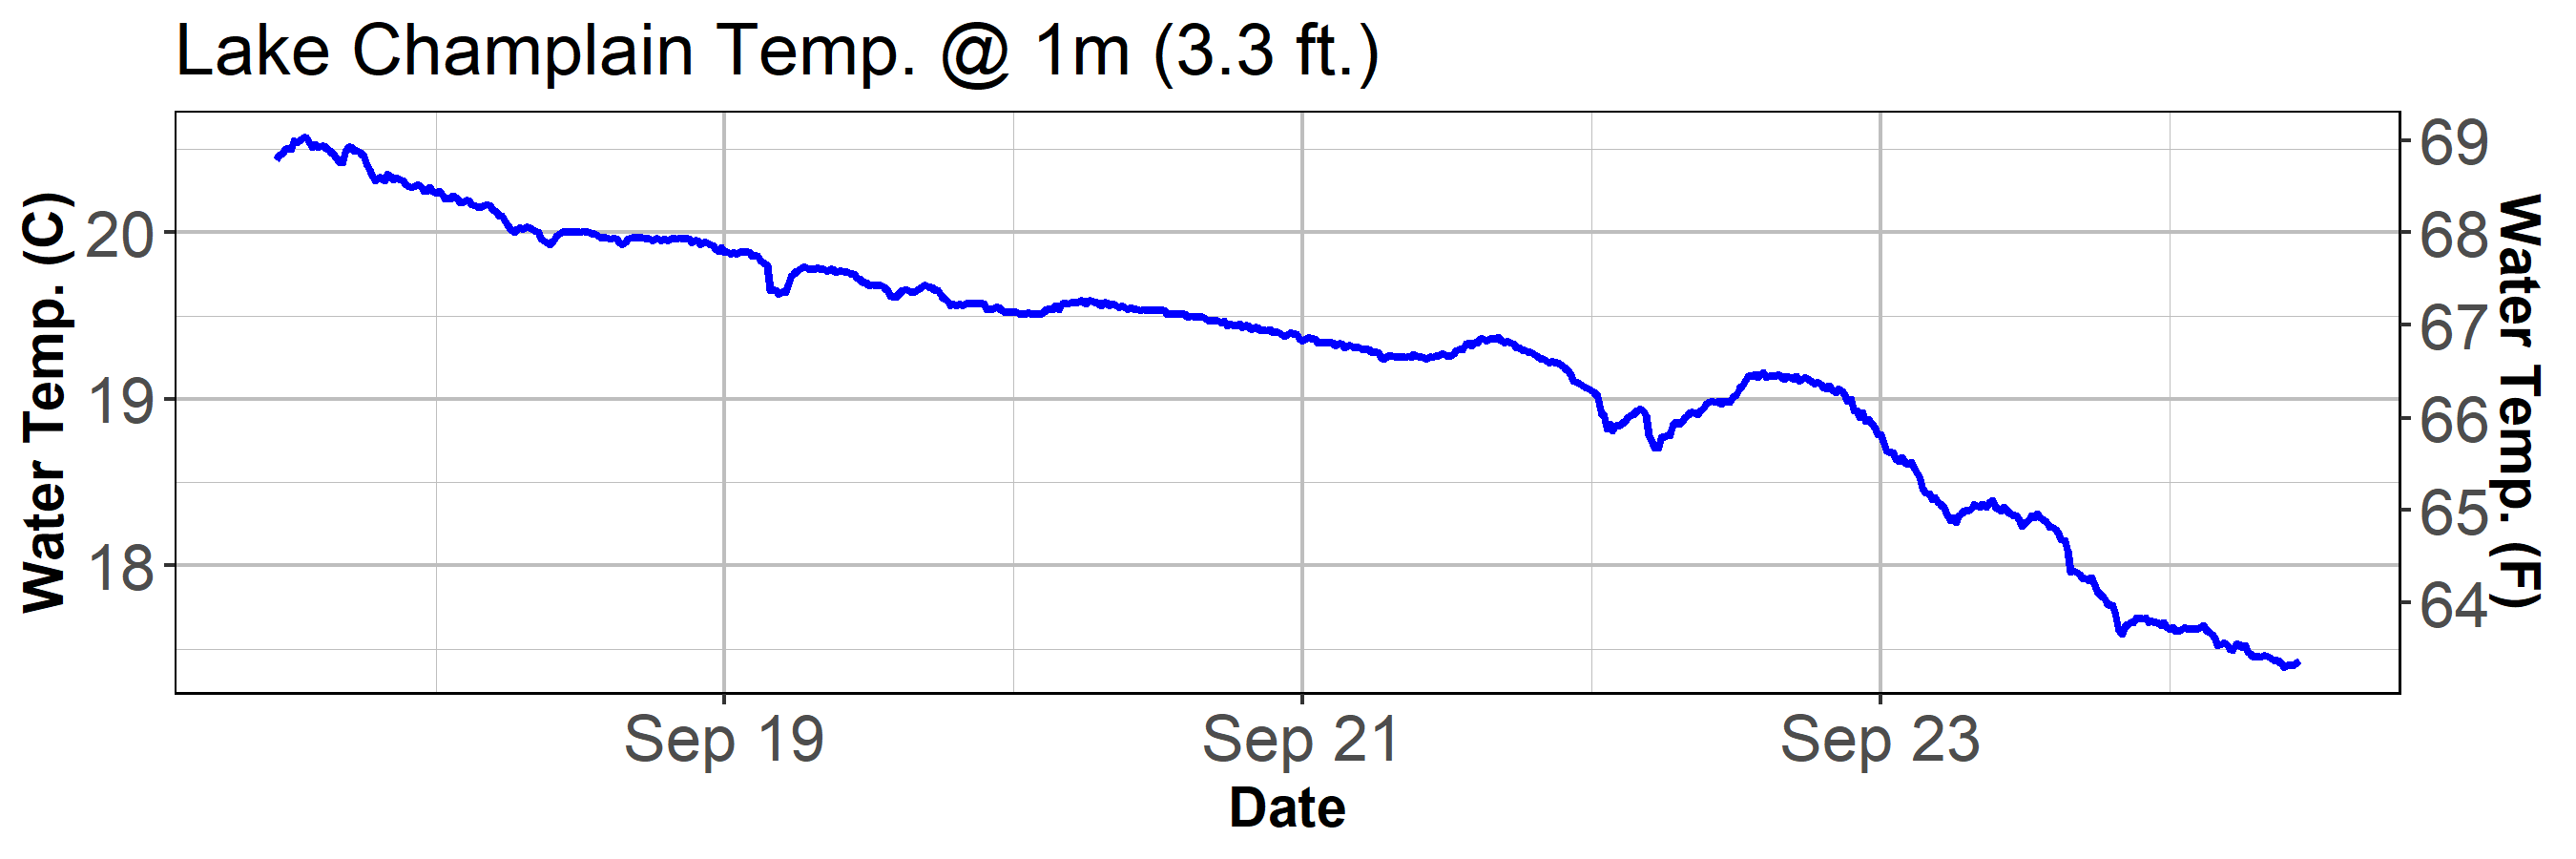 Lake Champlain Temp. @ 1m (3.3 ft.)
Water Temp. (C)
20
19
18
69
68
67
66
65
64
Water Temp. (F)
Sep 19
Sep 21
Sep 23
Date